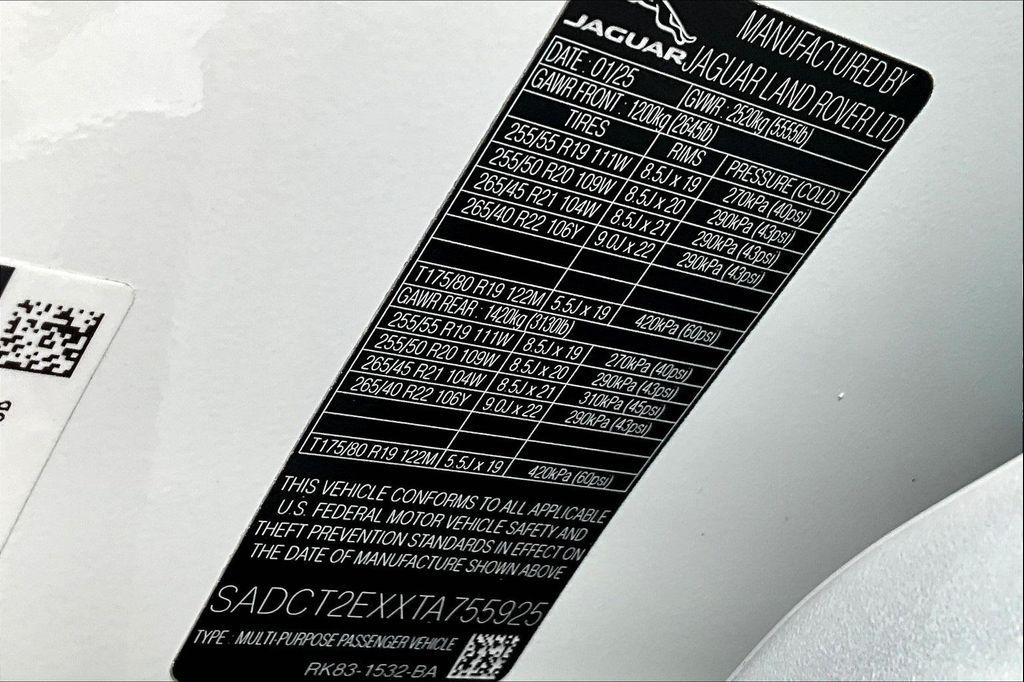 JAGUAR
MANUFACTURED BY
JAGUAR LAND ROVER LTD
DATE : 01/25
GVWR : 2520kg (5555lb)
GAWR FRONT : 1200kg (2645lb)
TIRES RIMS PRESSURE (COLD)
255/55 R19 111W 8.5J x 19 270kPa (40psi)
255/50 R20 109W 8.5J x 20 290kPa (43psi)
265/45 R21 104W 8.5J x 21 290kPa (43psi)
265/40 R22 106Y 9.0J x 22 290kPa (43psi)
T175/80 R19 122M 5.5J x 19 420kPa (60psi)
GAWR REAR : 1420kg (3130lb)
255/55 R19 111W 8.5J x 19 270kPa (40psi)
255/50 R20 109W 8.5J x 20 290kPa (43psi)
265/45 R21 104W 8.5J x 21 310kPa (45psi)
265/40 R22 106Y 9.0J x 22 290kPa (43psi)
T175/80 R19 122M 5.5J x 19 420kPa (60psi)
THIS VEHICLE CONFORMS TO ALL APPLICABLE
U.S. FEDERAL MOTOR VEHICLE SAFETY AND
THEFT PREVENTION STANDARDS IN EFFECT ON
THE DATE OF MANUFACTURE SHOWN ABOVE
SADCT2EXXTA755925
TYPE : MULTI-PURPOSE PASSENGER VEHICLE
RK83-1532-BA